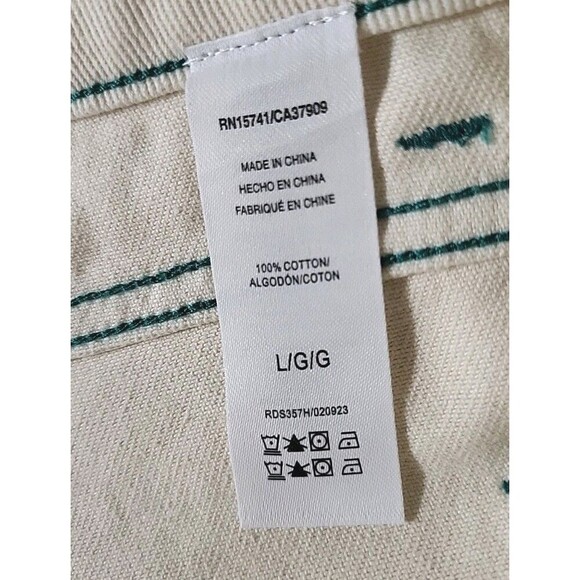 RN15741/CA37909
MADE IN CHINA
HECHO EN CHINA
FABRIQUÉ EN CHINE
100% COTTON/
ALGODÓN/COTON
L/G/G
RDS357H/020923